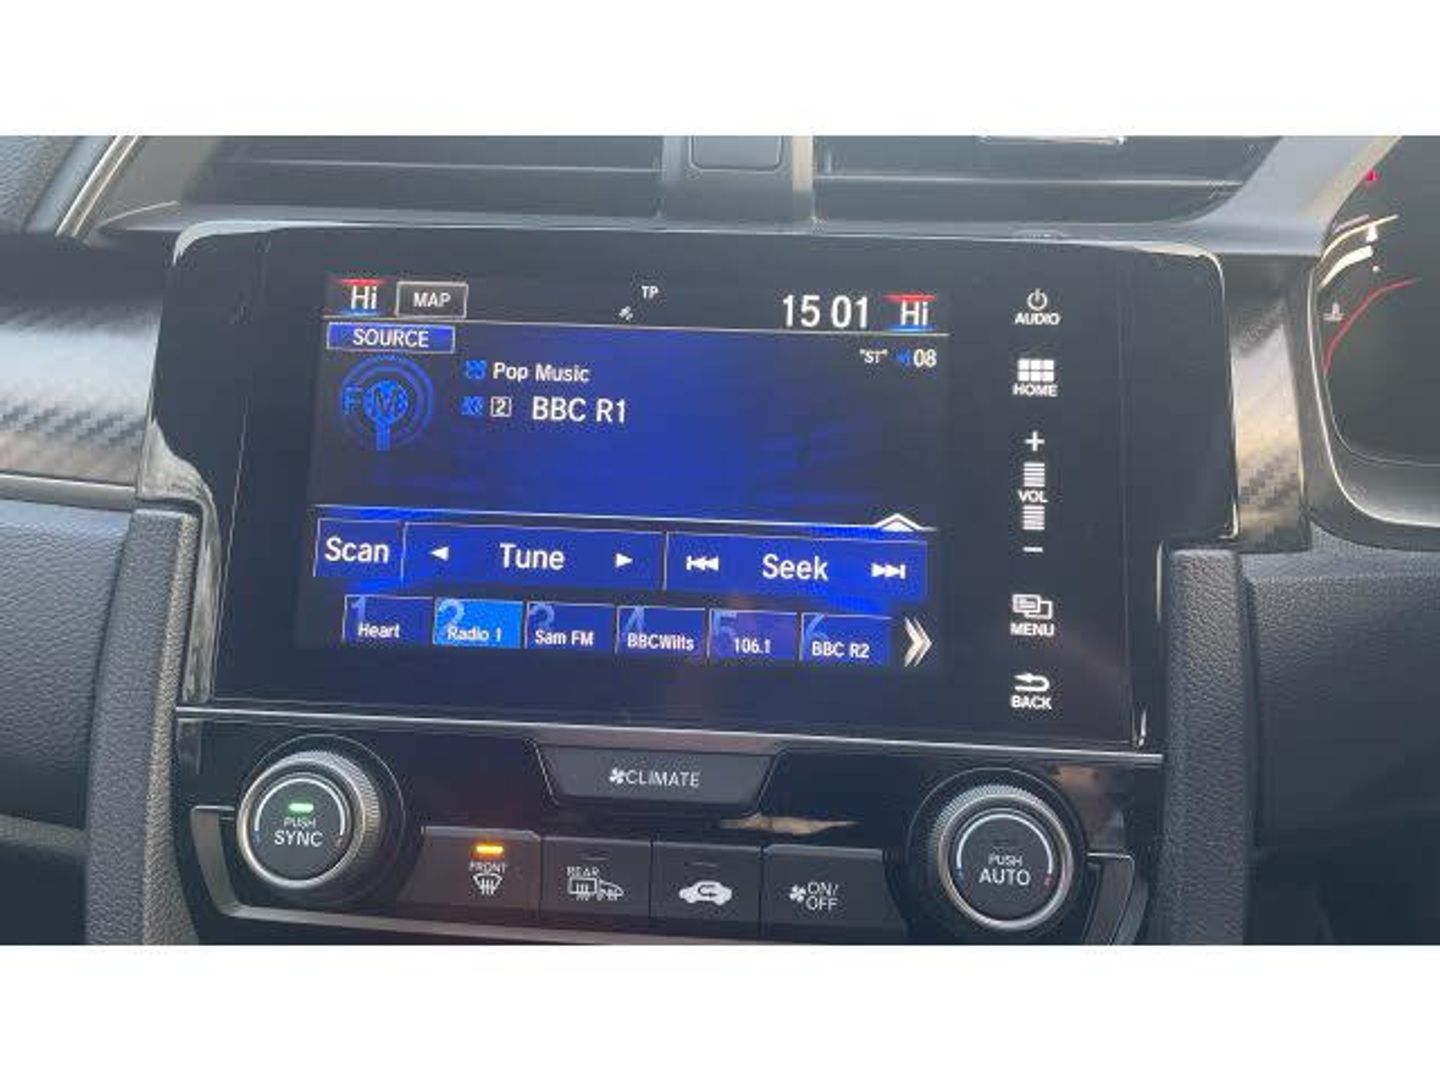 Hi MAP TP 15 01 Hi
SOURCE
"ST" 08
FM
Pop Music
2 BBC R1
Scan Tune Seek
1 Heart 2 Radio 1 3 Sam FM 4 BBCWilts 5 106.1 6 BBC R2
AUDIO
HOME
+
VOL
−
MENU
BACK
CLIMATE
PUSH
SYNC
FRONT
REAR
ON/
OFF
PUSH
AUTO